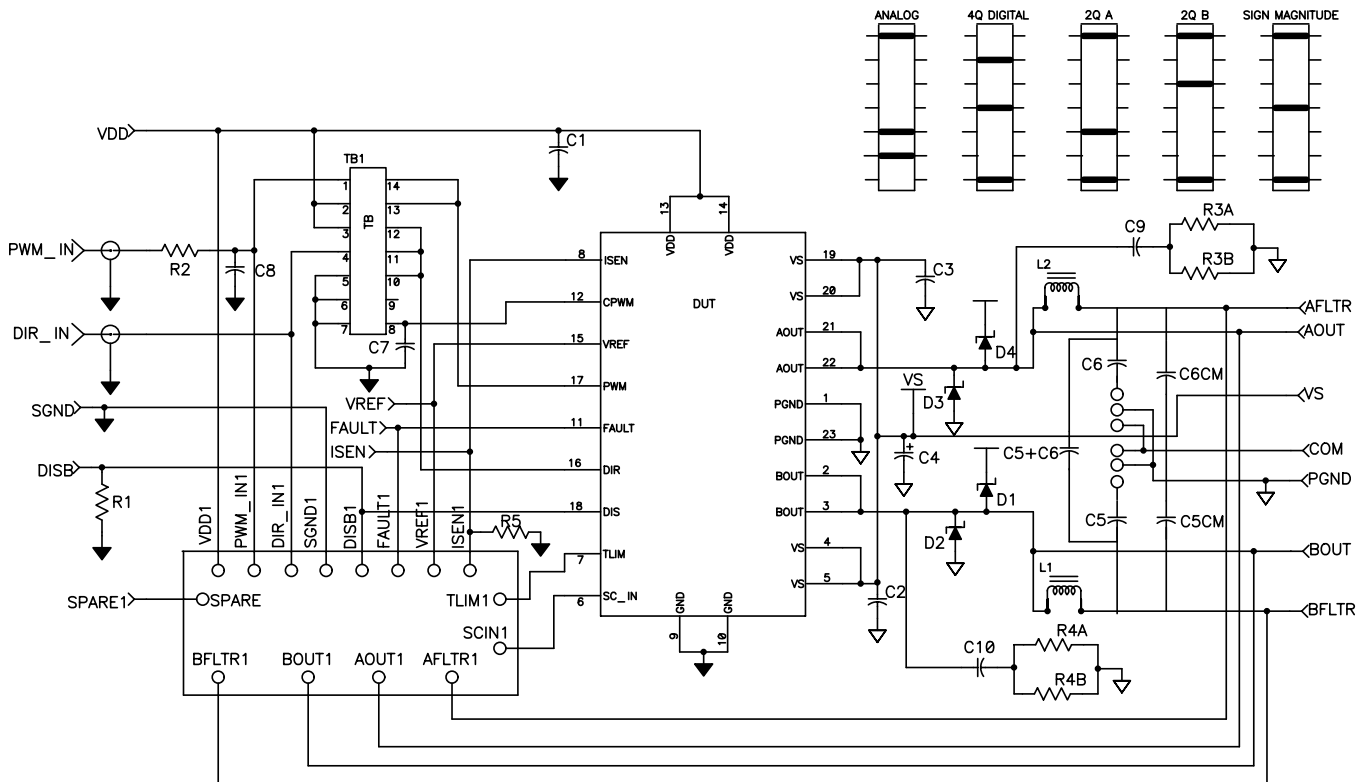 ANALOG
4Q DIGITAL
2Q A
2Q B
SIGN MAGNITUDE
VDD
C1
TB1
TB
1
2
3
4
5
6
7
14
13
12
11
10
9
8
PWM_IN
R2
C8
DIR_IN
C7
SGND
VREF
FAULT
ISEN
DISB
R1
R5
13
14
VDD
VDD
DUT
8
ISEN
12
CPWM
15
VREF
17
PWM
11
FAULT
16
DIR
18
DIS
7
TLIM
6
SC_IN
VS
19
VS
20
AOUT
21
AOUT
22
PGND
1
PGND
23
BOUT
2
BOUT
3
VS
4
VS
5
GND
GND
9
10
C3
C9
R3A
R3B
L2
D4
D3
VS
C4
+
C5+C6
C6
C6CM
C5
C5CM
D1
D2
L1
C2
C10
R4A
R4B
AFLTR
AOUT
VS
COM
PGND
BOUT
BFLTR
VDD1
PWM_IN1
DIR_IN1
SGND1
DISB1
FAULT1
VREF1
ISEN1
SPARE1
SPARE
TLIM1
SCIN1
BFLTR1
BOUT1
AOUT1
AFLTR1